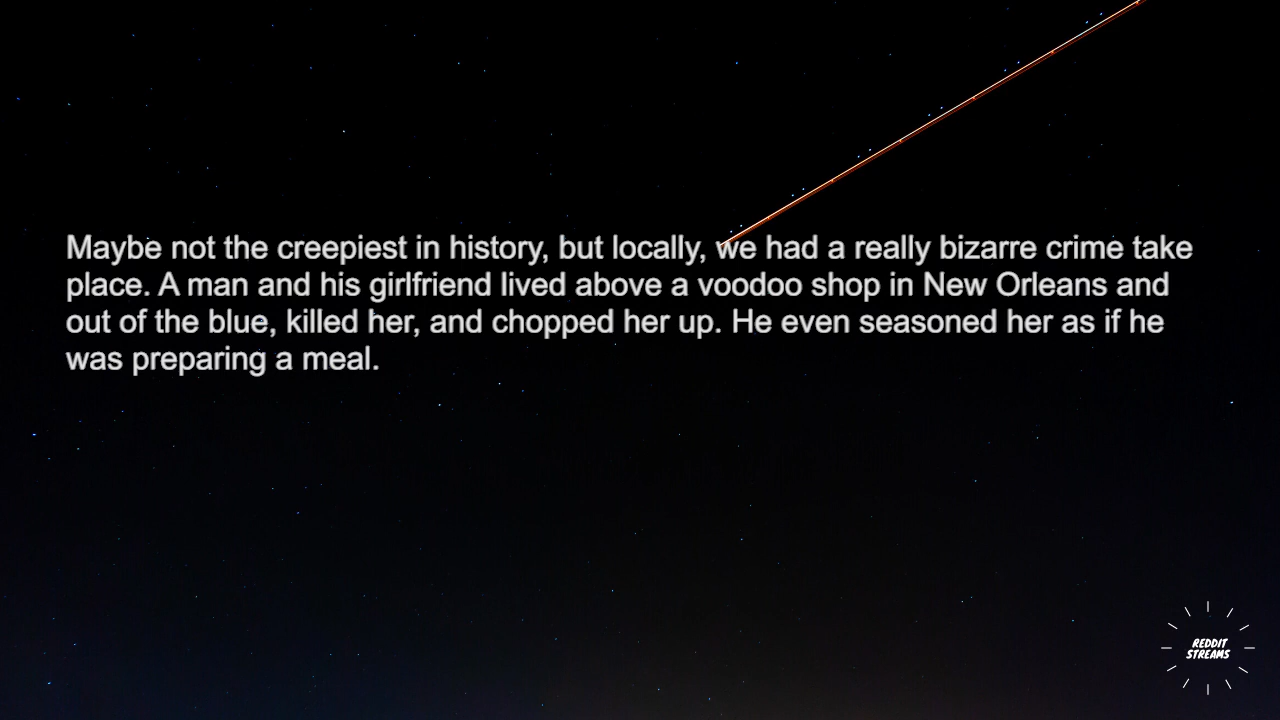 Maybe not the creepiest in history, but locally, we had a really bizarre crime take
place. A man and his girlfriend lived above a voodoo shop in New Orleans and
out of the blue, killed her, and chopped her up. He even seasoned her as if he
was preparing a meal.
REDDIT
STREAMS